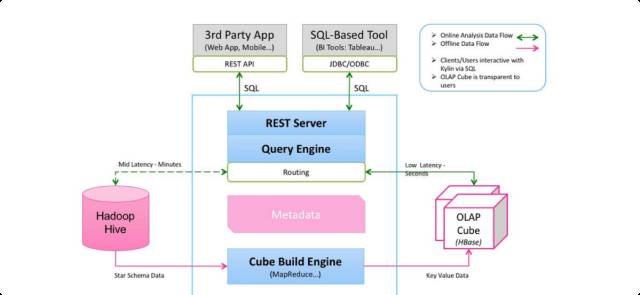 3rd Party App
(Web App, Mobile...)
REST API
SQL-Based Tool
(BI Tools: Tableau...)
JDBC/ODBC
Online Analysis Data Flow
Offline Data Flow
Clients/Users interactive with
Kylin via SQL
OLAP Cube is transparent to
users
SQL
SQL
REST Server
Query Engine
Routing
Mid Latency - Minutes
Low Latency -
Seconds
Hadoop
Hive
Metadata
OLAP
Cube
(HBase)
Cube Build Engine
(MapReduce...)
Star Schema Data
Key Value Data